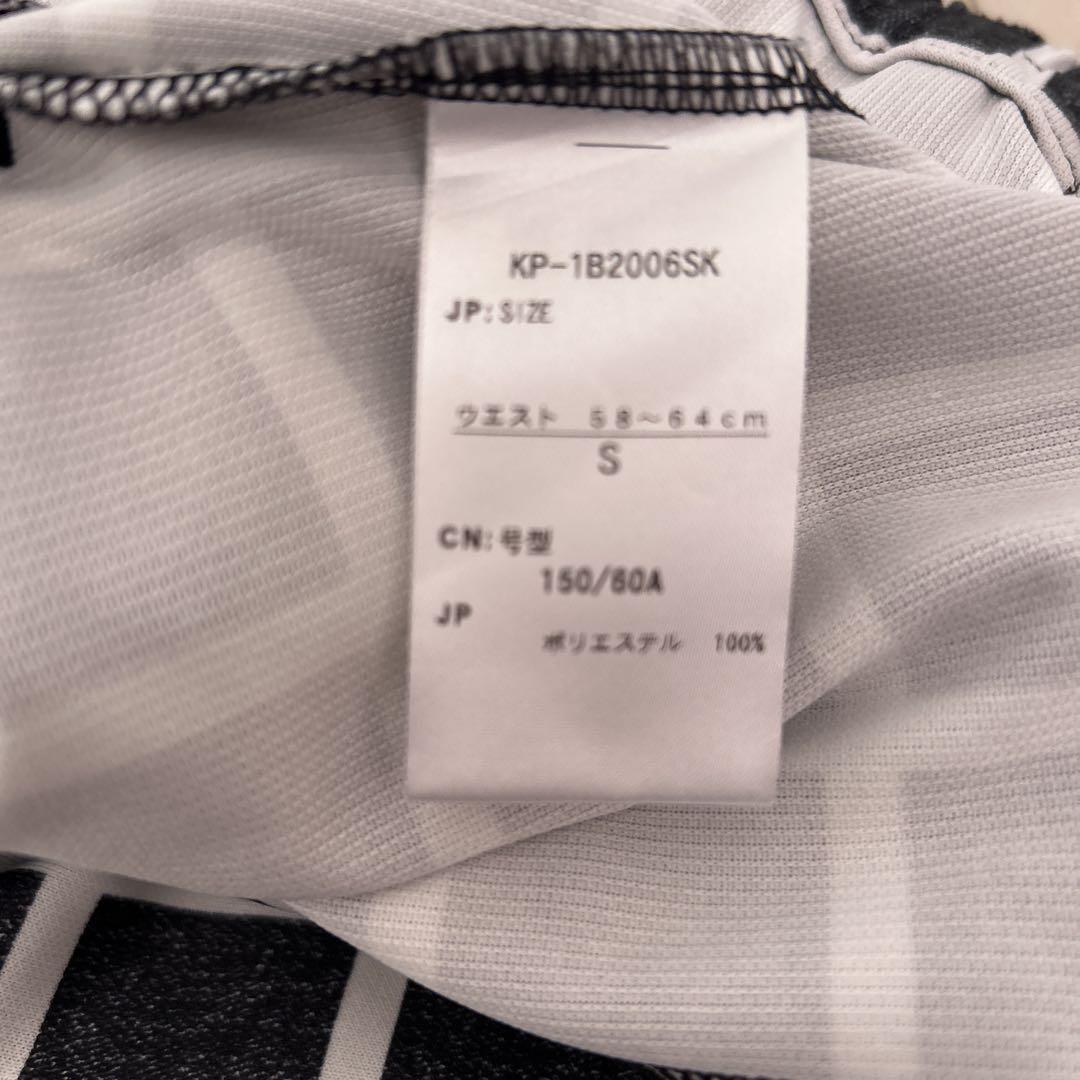 KP-1B2006SK
JP:SIZE
ウエスト 58~64cm
S
CN:号型
150/60A
JP
ポリエステル 100%